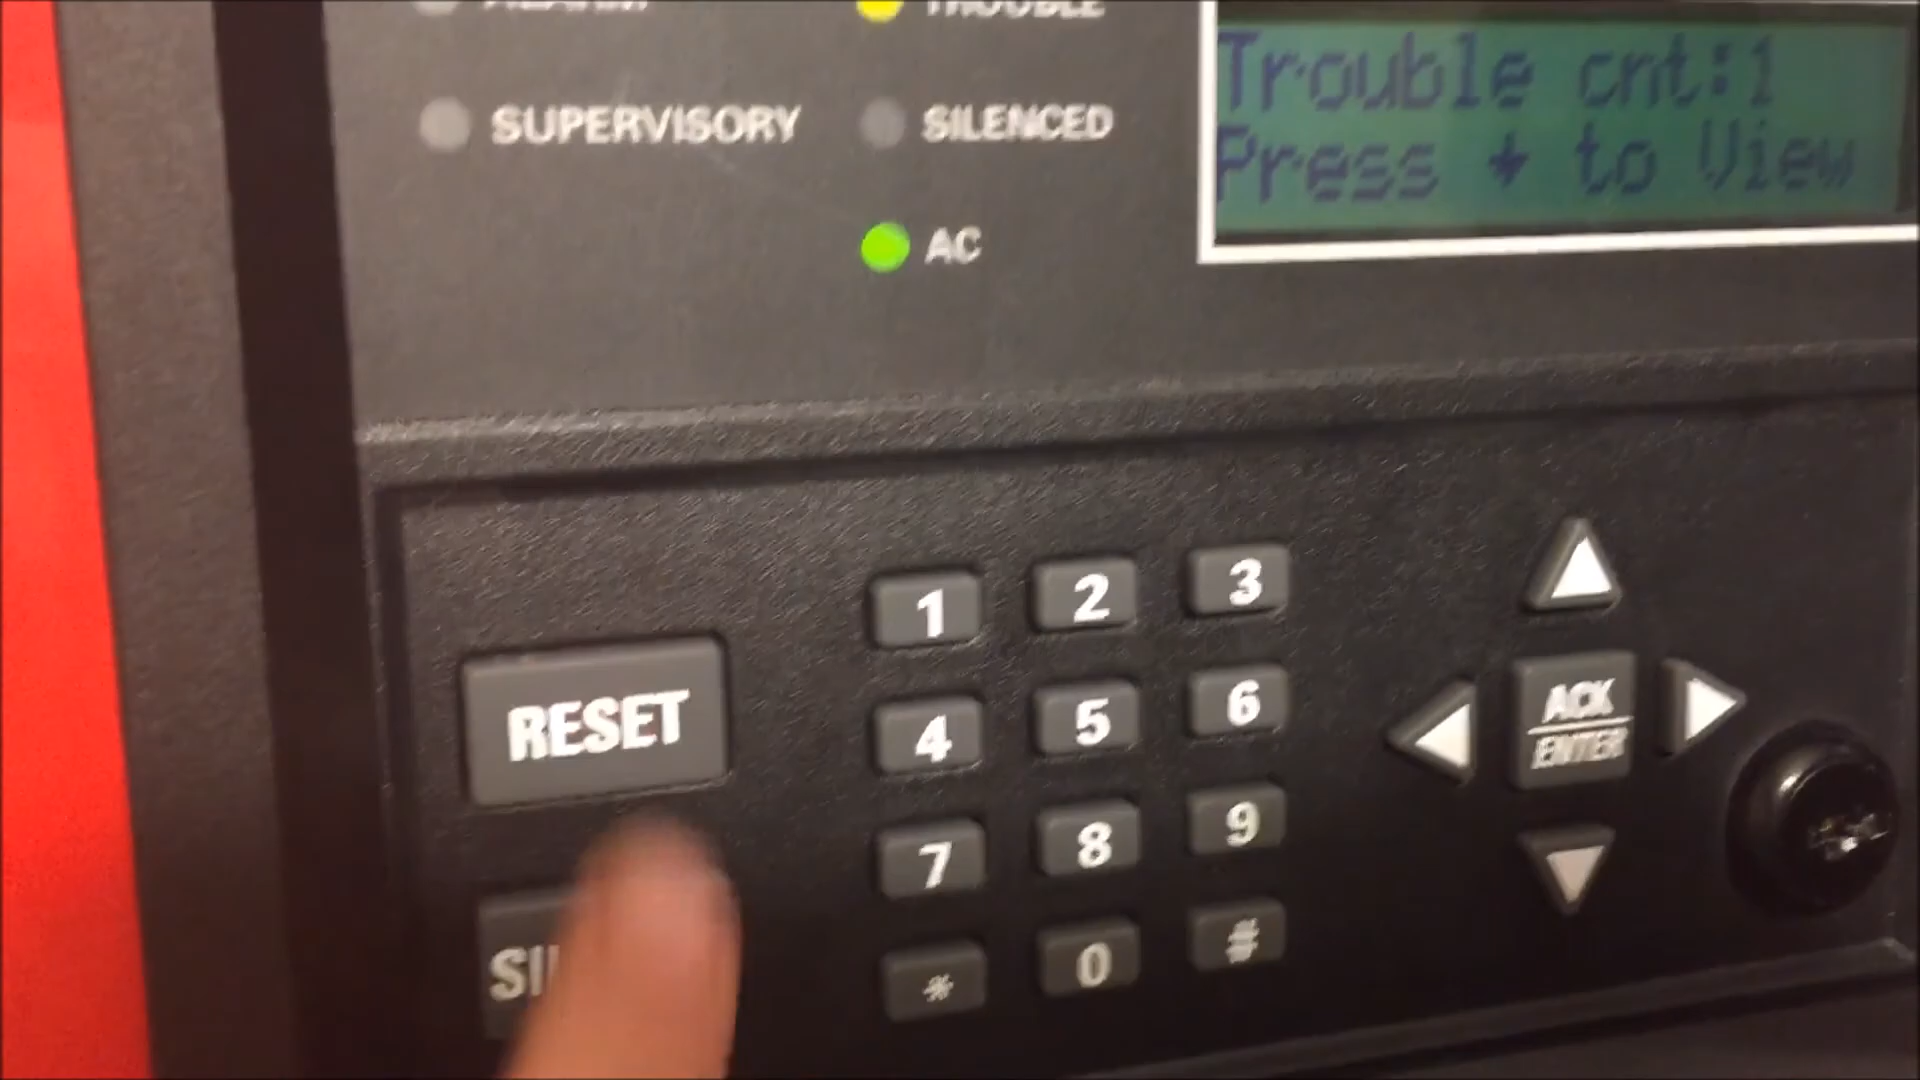 ALARM
TROUBLE
SUPERVISORY
SILENCED
AC
Trouble cnt:1
Press ↓ to View
1 2 3
4 5 6
7 8 9
* 0 #
RESET
ACK
ENTER